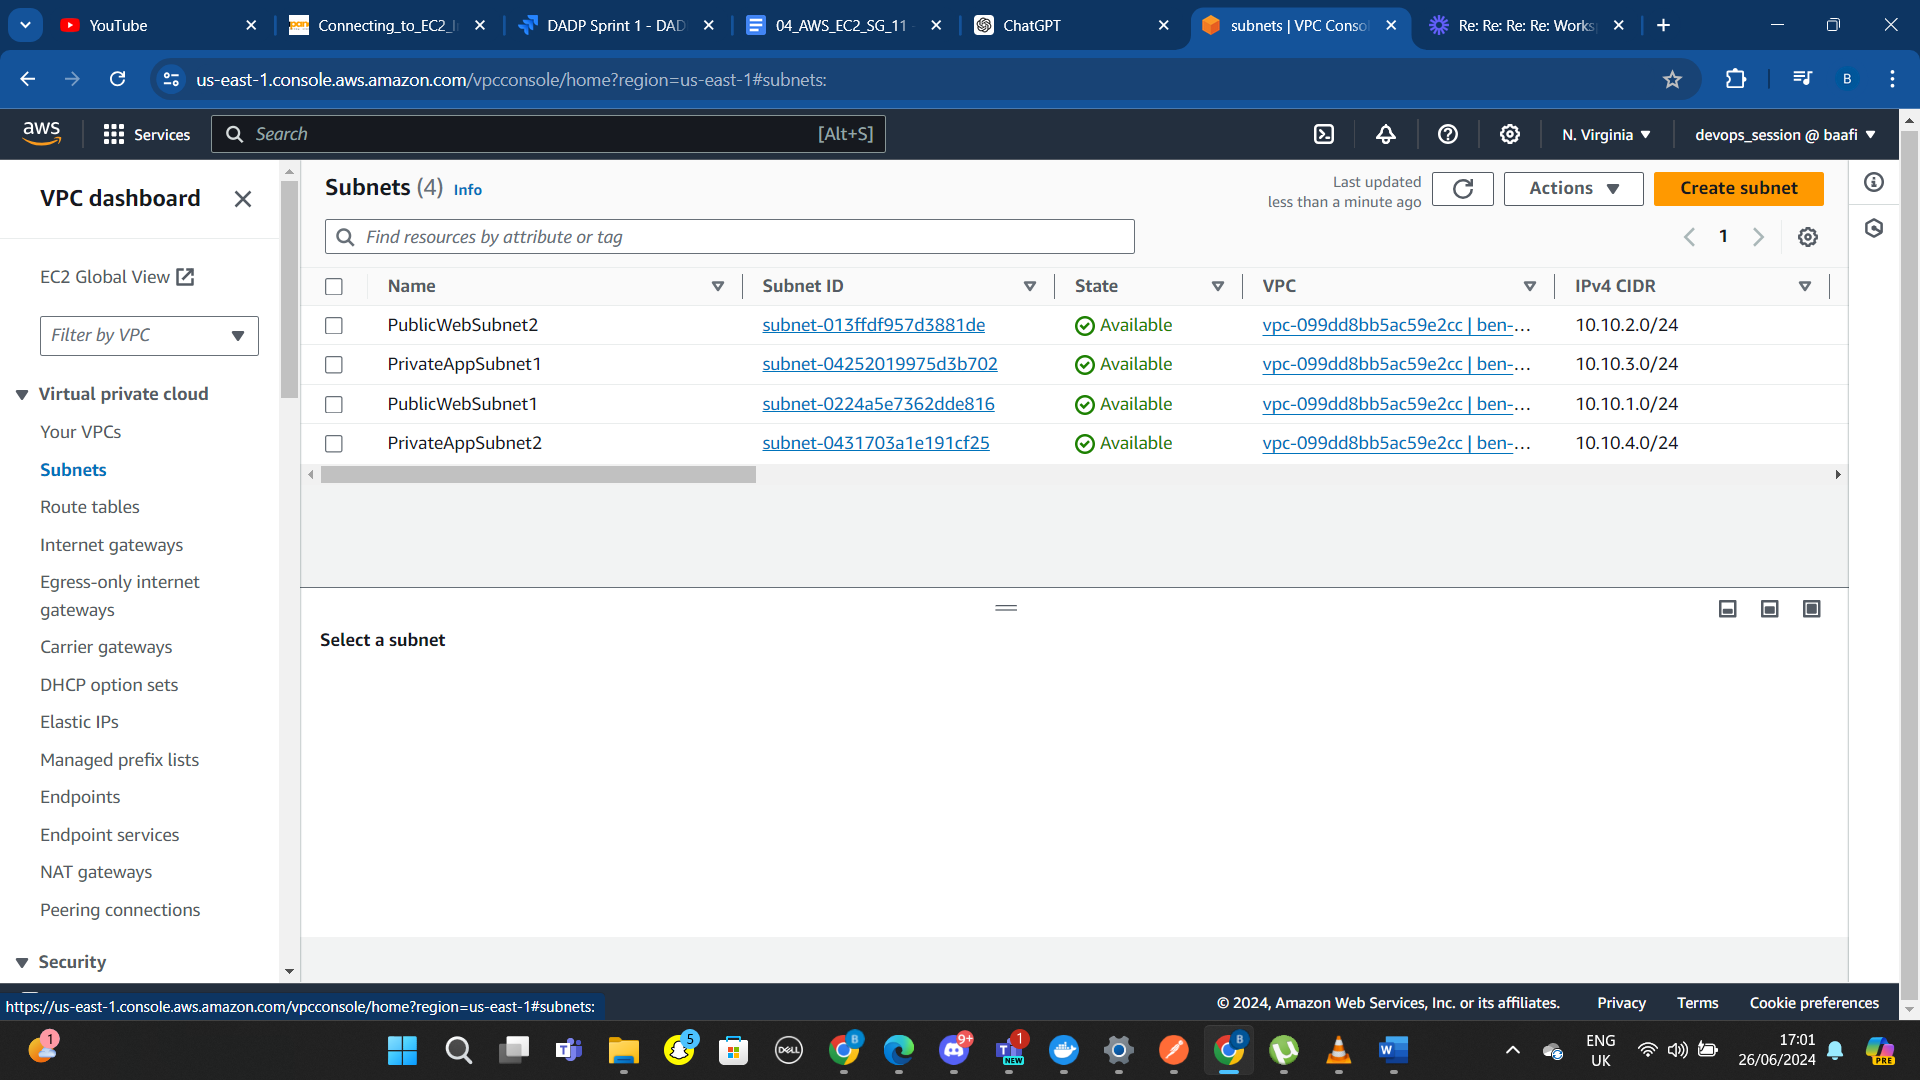 YouTube
Connecting_to_EC2_I
DADP Sprint 1 - DAD
04_AWS_EC2_SG_11
ChatGPT
subnets | VPC Conso
Re: Re: Re: Re: Works
us-east-1.console.aws.amazon.com/vpcconsole/home?region=us-east-1#subnets:
B
aws
Services
Search
[Alt+S]
N. Virginia
devops_session @ baafi
VPC dashboard
EC2 Global View
Filter by VPC
Virtual private cloud
Your VPCs
Subnets
Route tables
Internet gateways
Egress-only internet
gateways
Carrier gateways
DHCP option sets
Elastic IPs
Managed prefix lists
Endpoints
Endpoint services
NAT gateways
Peering connections
Security
Subnets (4) Info
Last updated
less than a minute ago
Actions
Create subnet
Find resources by attribute or tag
1
Name Subnet ID State VPC IPv4 CIDR
PublicWebSubnet2 subnet-013ffdf957d3881de Available vpc-099dd8bb5ac59e2cc | ben-... 10.10.2.0/24
PrivateAppSubnet1 subnet-04252019975d3b702 Available vpc-099dd8bb5ac59e2cc | ben-... 10.10.3.0/24
PublicWebSubnet1 subnet-0224a5e7362dde816 Available vpc-099dd8bb5ac59e2cc | ben-... 10.10.1.0/24
PrivateAppSubnet2 subnet-0431703a1e191cf25 Available vpc-099dd8bb5ac59e2cc | ben-... 10.10.4.0/24
Select a subnet
https://us-east-1.console.aws.amazon.com/vpcconsole/home?region=us-east-1#subnets:
© 2024, Amazon Web Services, Inc. or its affiliates.
Privacy
Terms
Cookie preferences
1
5
DELL
B
9+
1
NEW
B
W
ENG
UK
17:01
26/06/2024
PRE